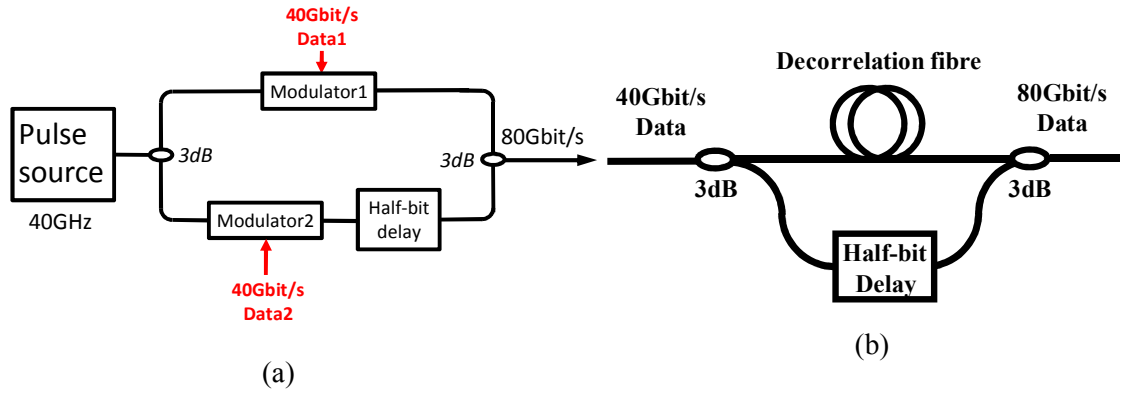 40Gbit/s
Data1
Modulator1
Pulse
source
40GHz
3dB
Modulator2
Half-bit
delay
3dB
80Gbit/s
40Gbit/s
Data2
(a)
Decorrelation fibre
40Gbit/s
Data
80Gbit/s
Data
3dB
3dB
Half-bit
Delay
(b)